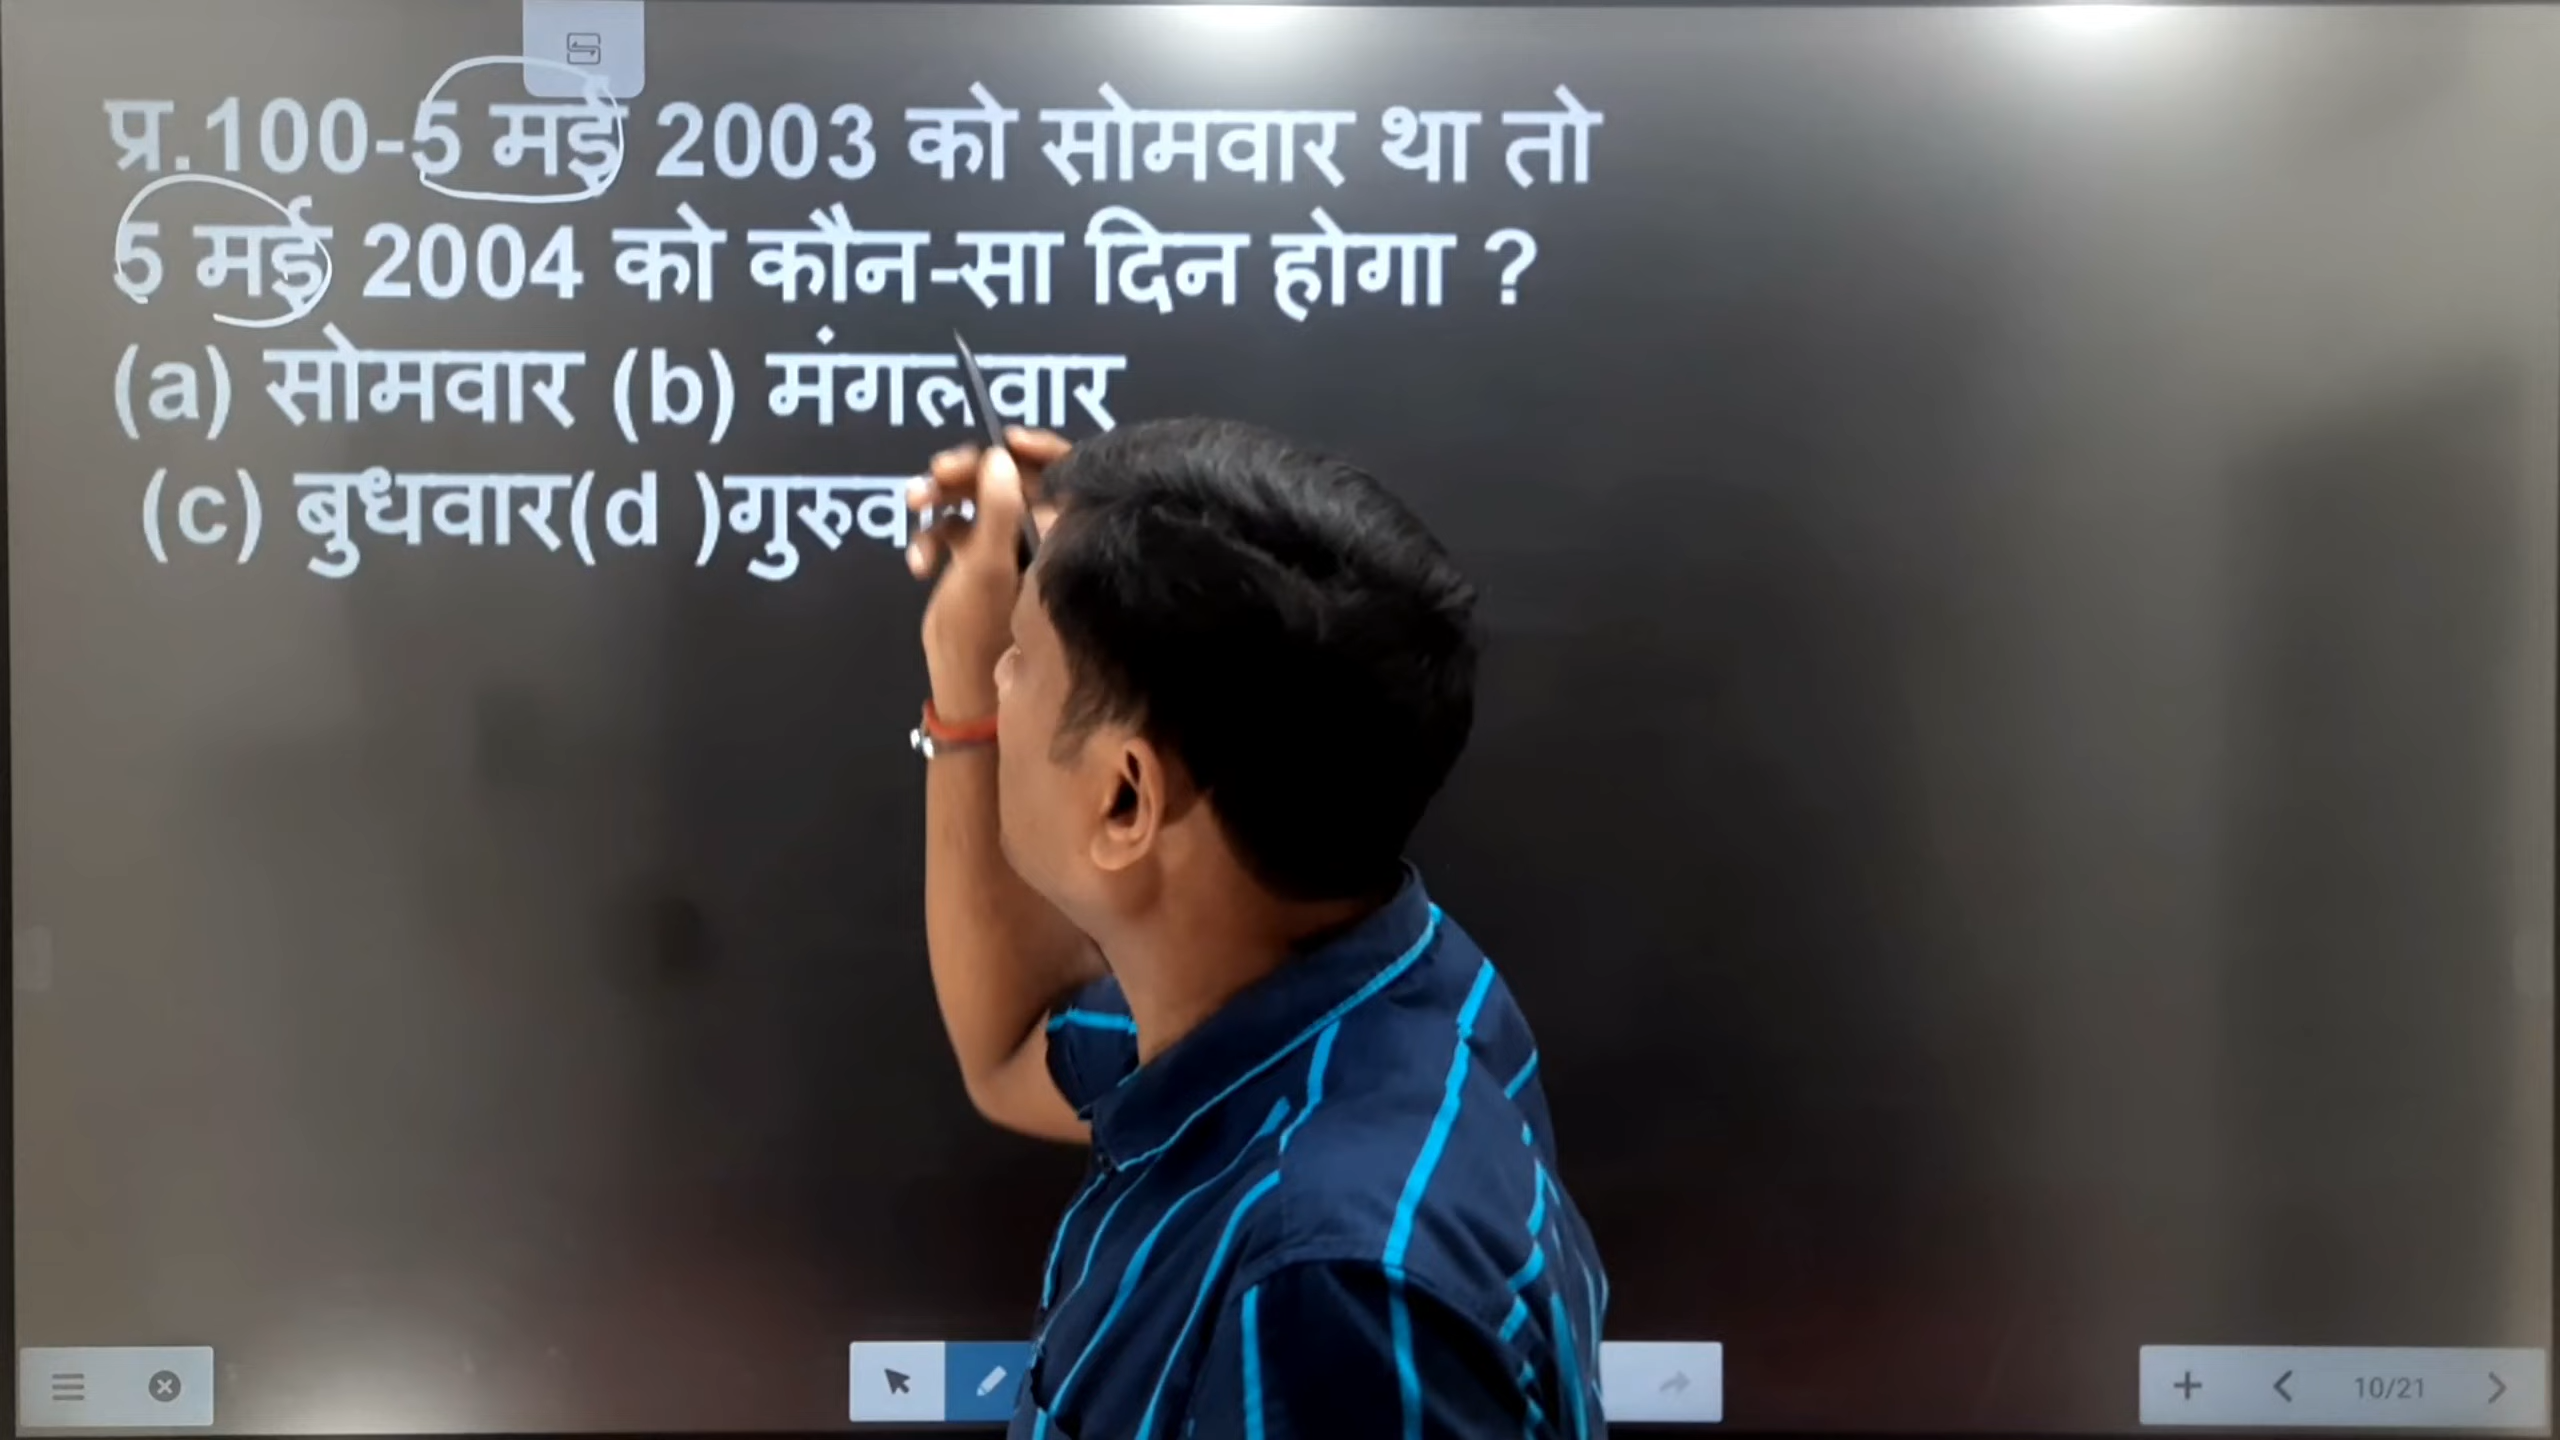 प्र.100-5 मई 2003 को सोमवार था तो
5 मई 2004 को कौन-सा दिन होगा ?
(a) सोमवार (b) मंगलवार
(c) बुधवार(d )
10/21